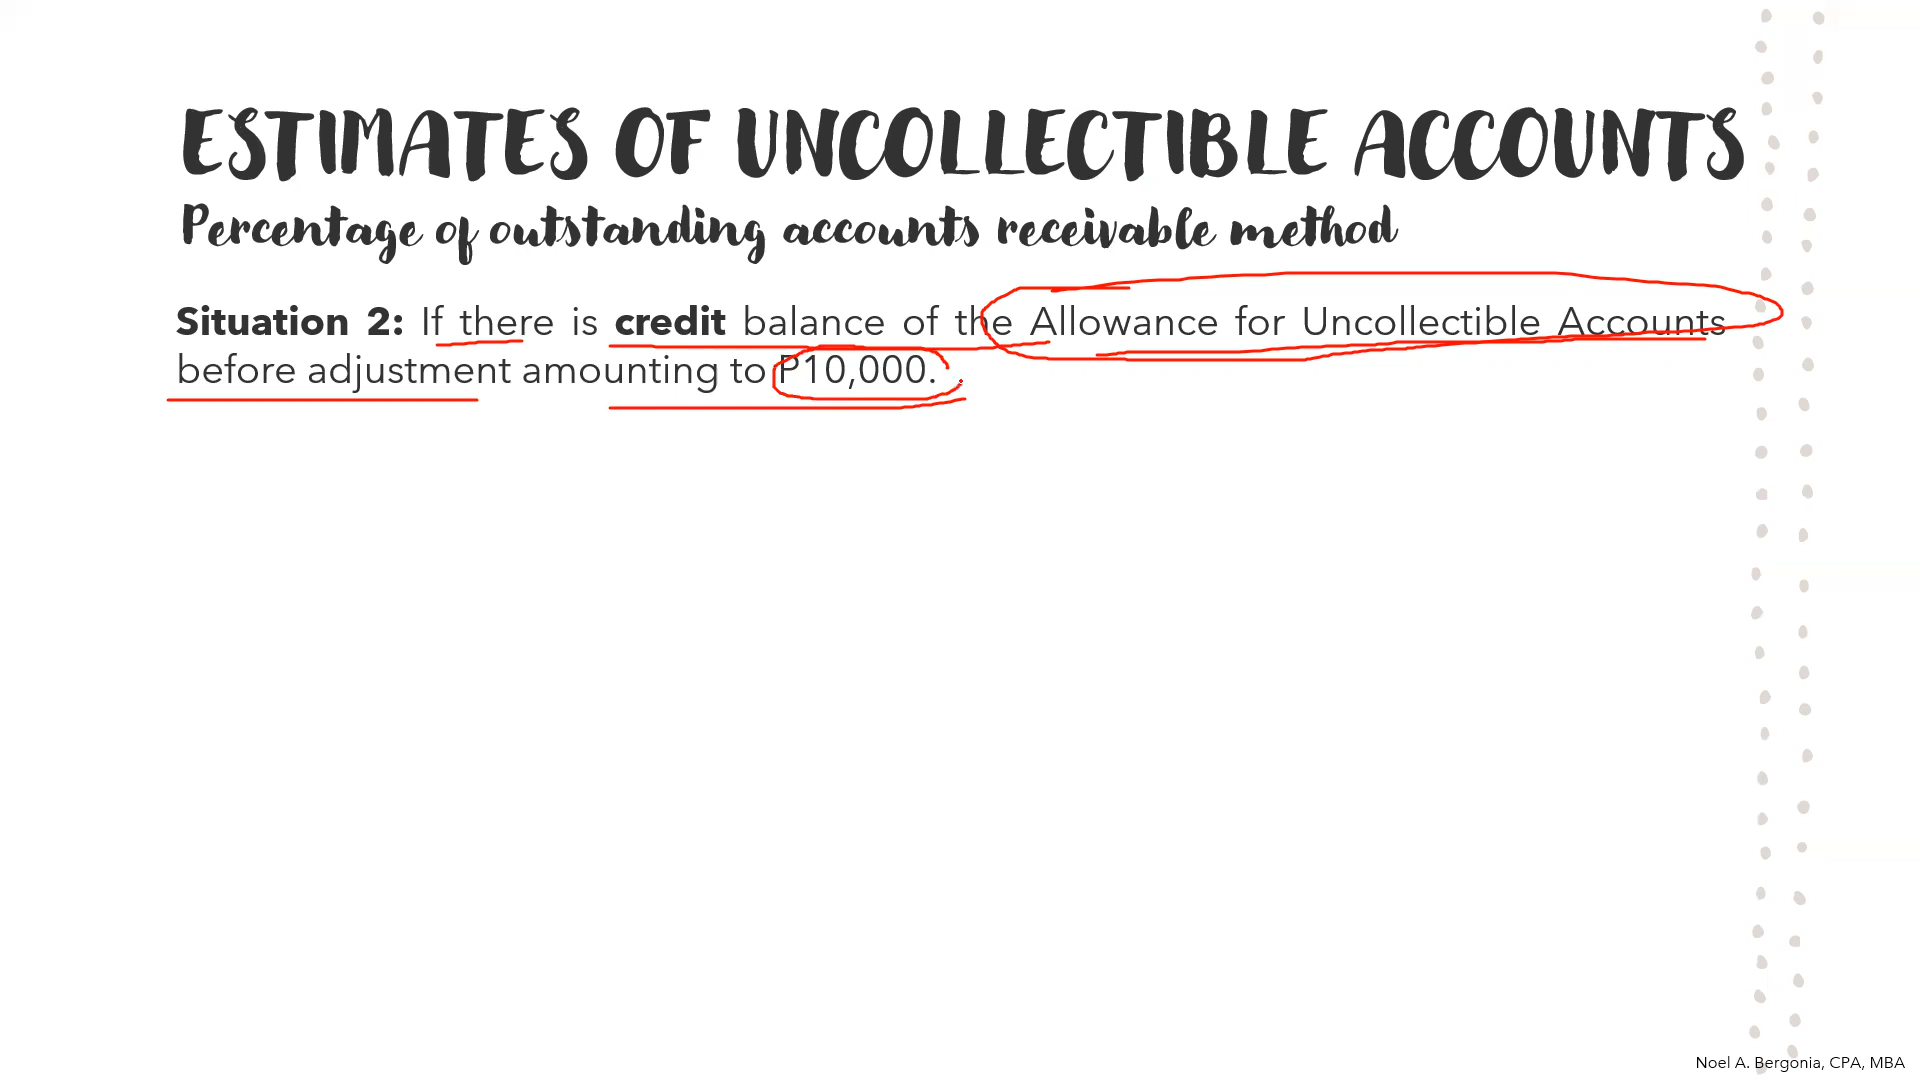 ESTIMATES OF UNCOLLECTIBLE ACCOUNTS
Percentage of outstanding accounts receivable method
Situation 2: If there is credit balance of the Allowance for Uncollectible Accounts
before adjustment amounting to P10,000.
Noel A. Bergonia, CPA, MBA